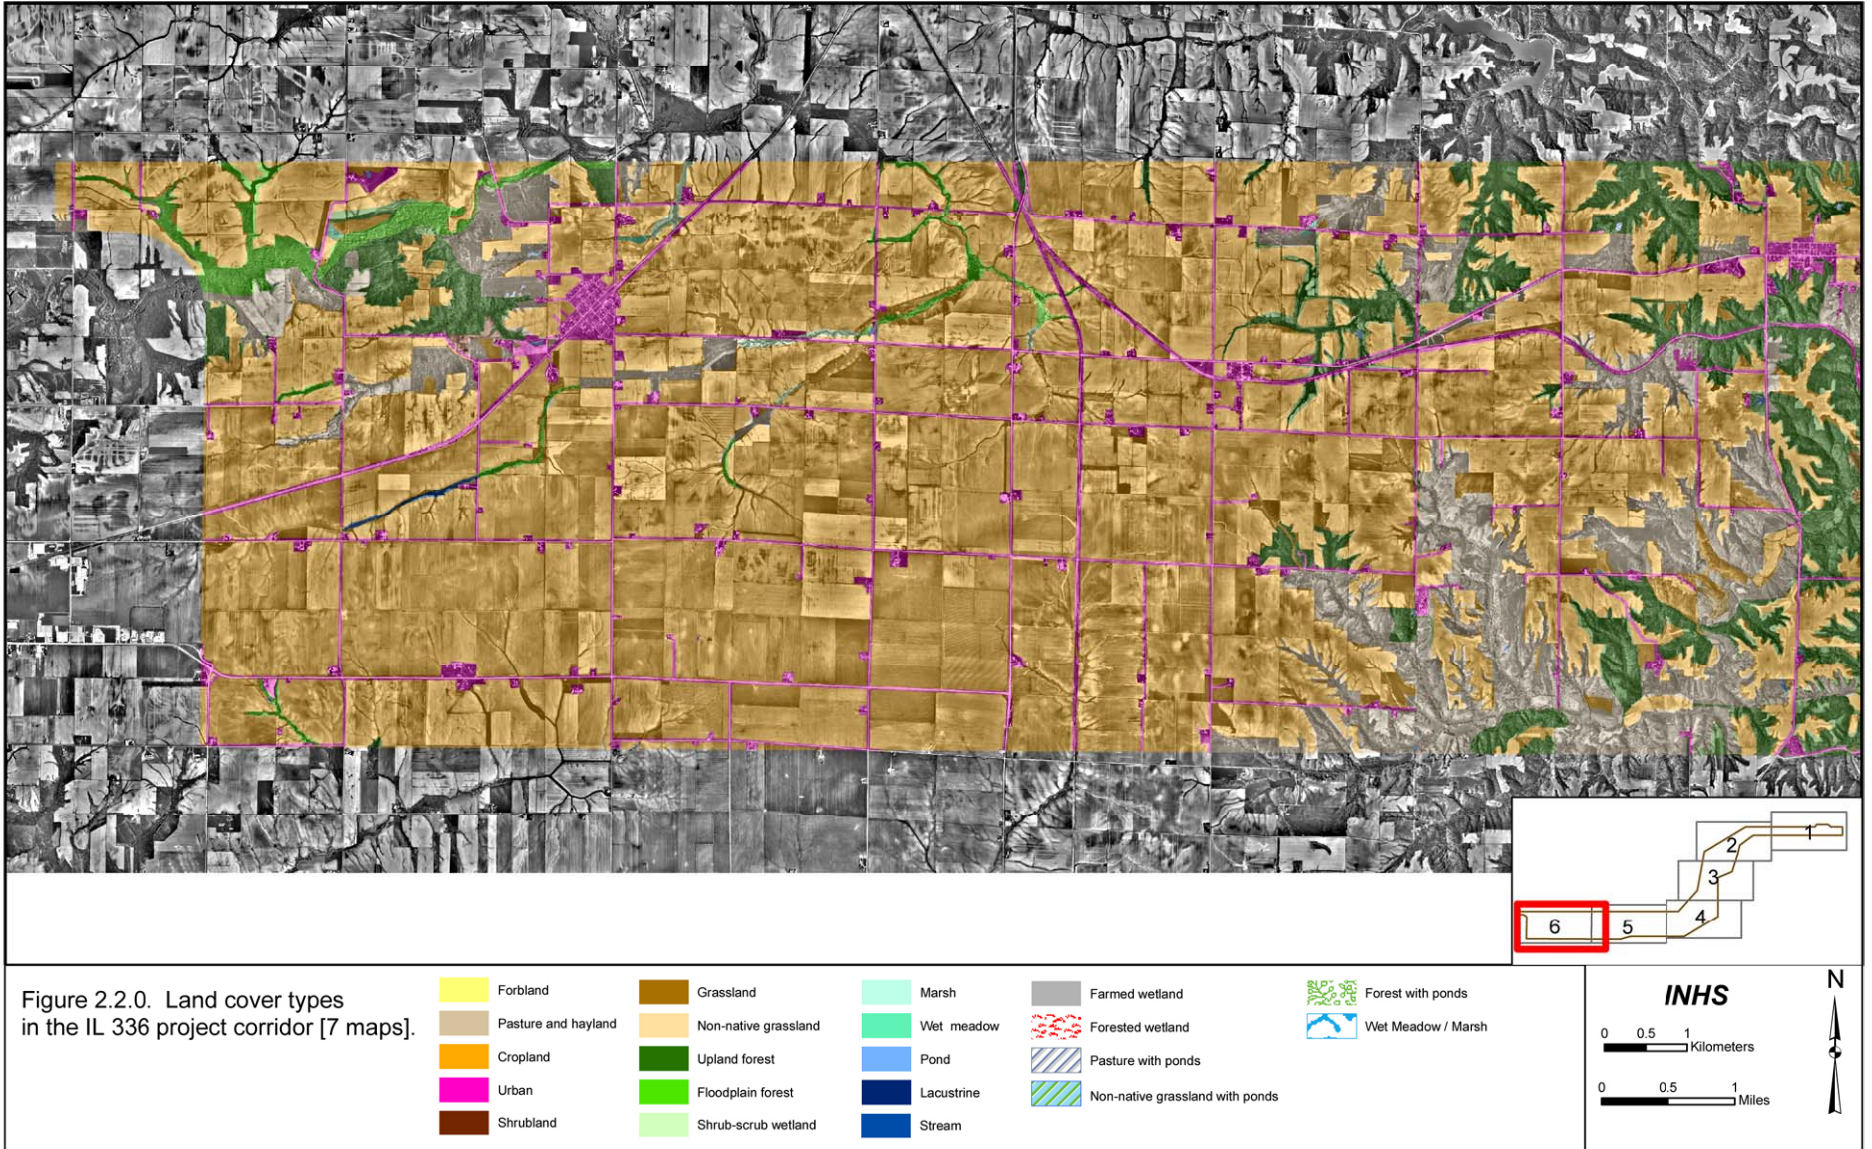 1
2
3
4
5
6
Figure 2.2.0.  Land cover types
in the IL 336 project corridor [7 maps].
Forbland
Pasture and hayland
Cropland
Urban
Shrubland
Grassland
Non-native grassland
Upland forest
Floodplain forest
Shrub-scrub wetland
Marsh
Wet  meadow
Pond
Lacustrine
Stream
Farmed wetland
Forested wetland
Pasture with ponds
Non-native grassland with ponds
Forest with ponds
Wet Meadow / Marsh
INHS
0 0.5 1
Kilometers
0 0.5 1
Miles
N